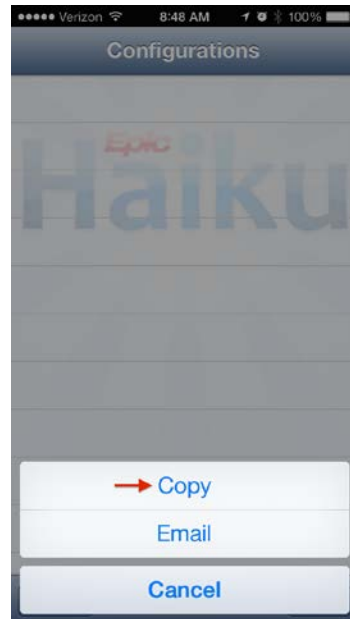 Verizon 8:48 AM 100%
Configurations
Epic
Haiku
Copy
Email
Cancel